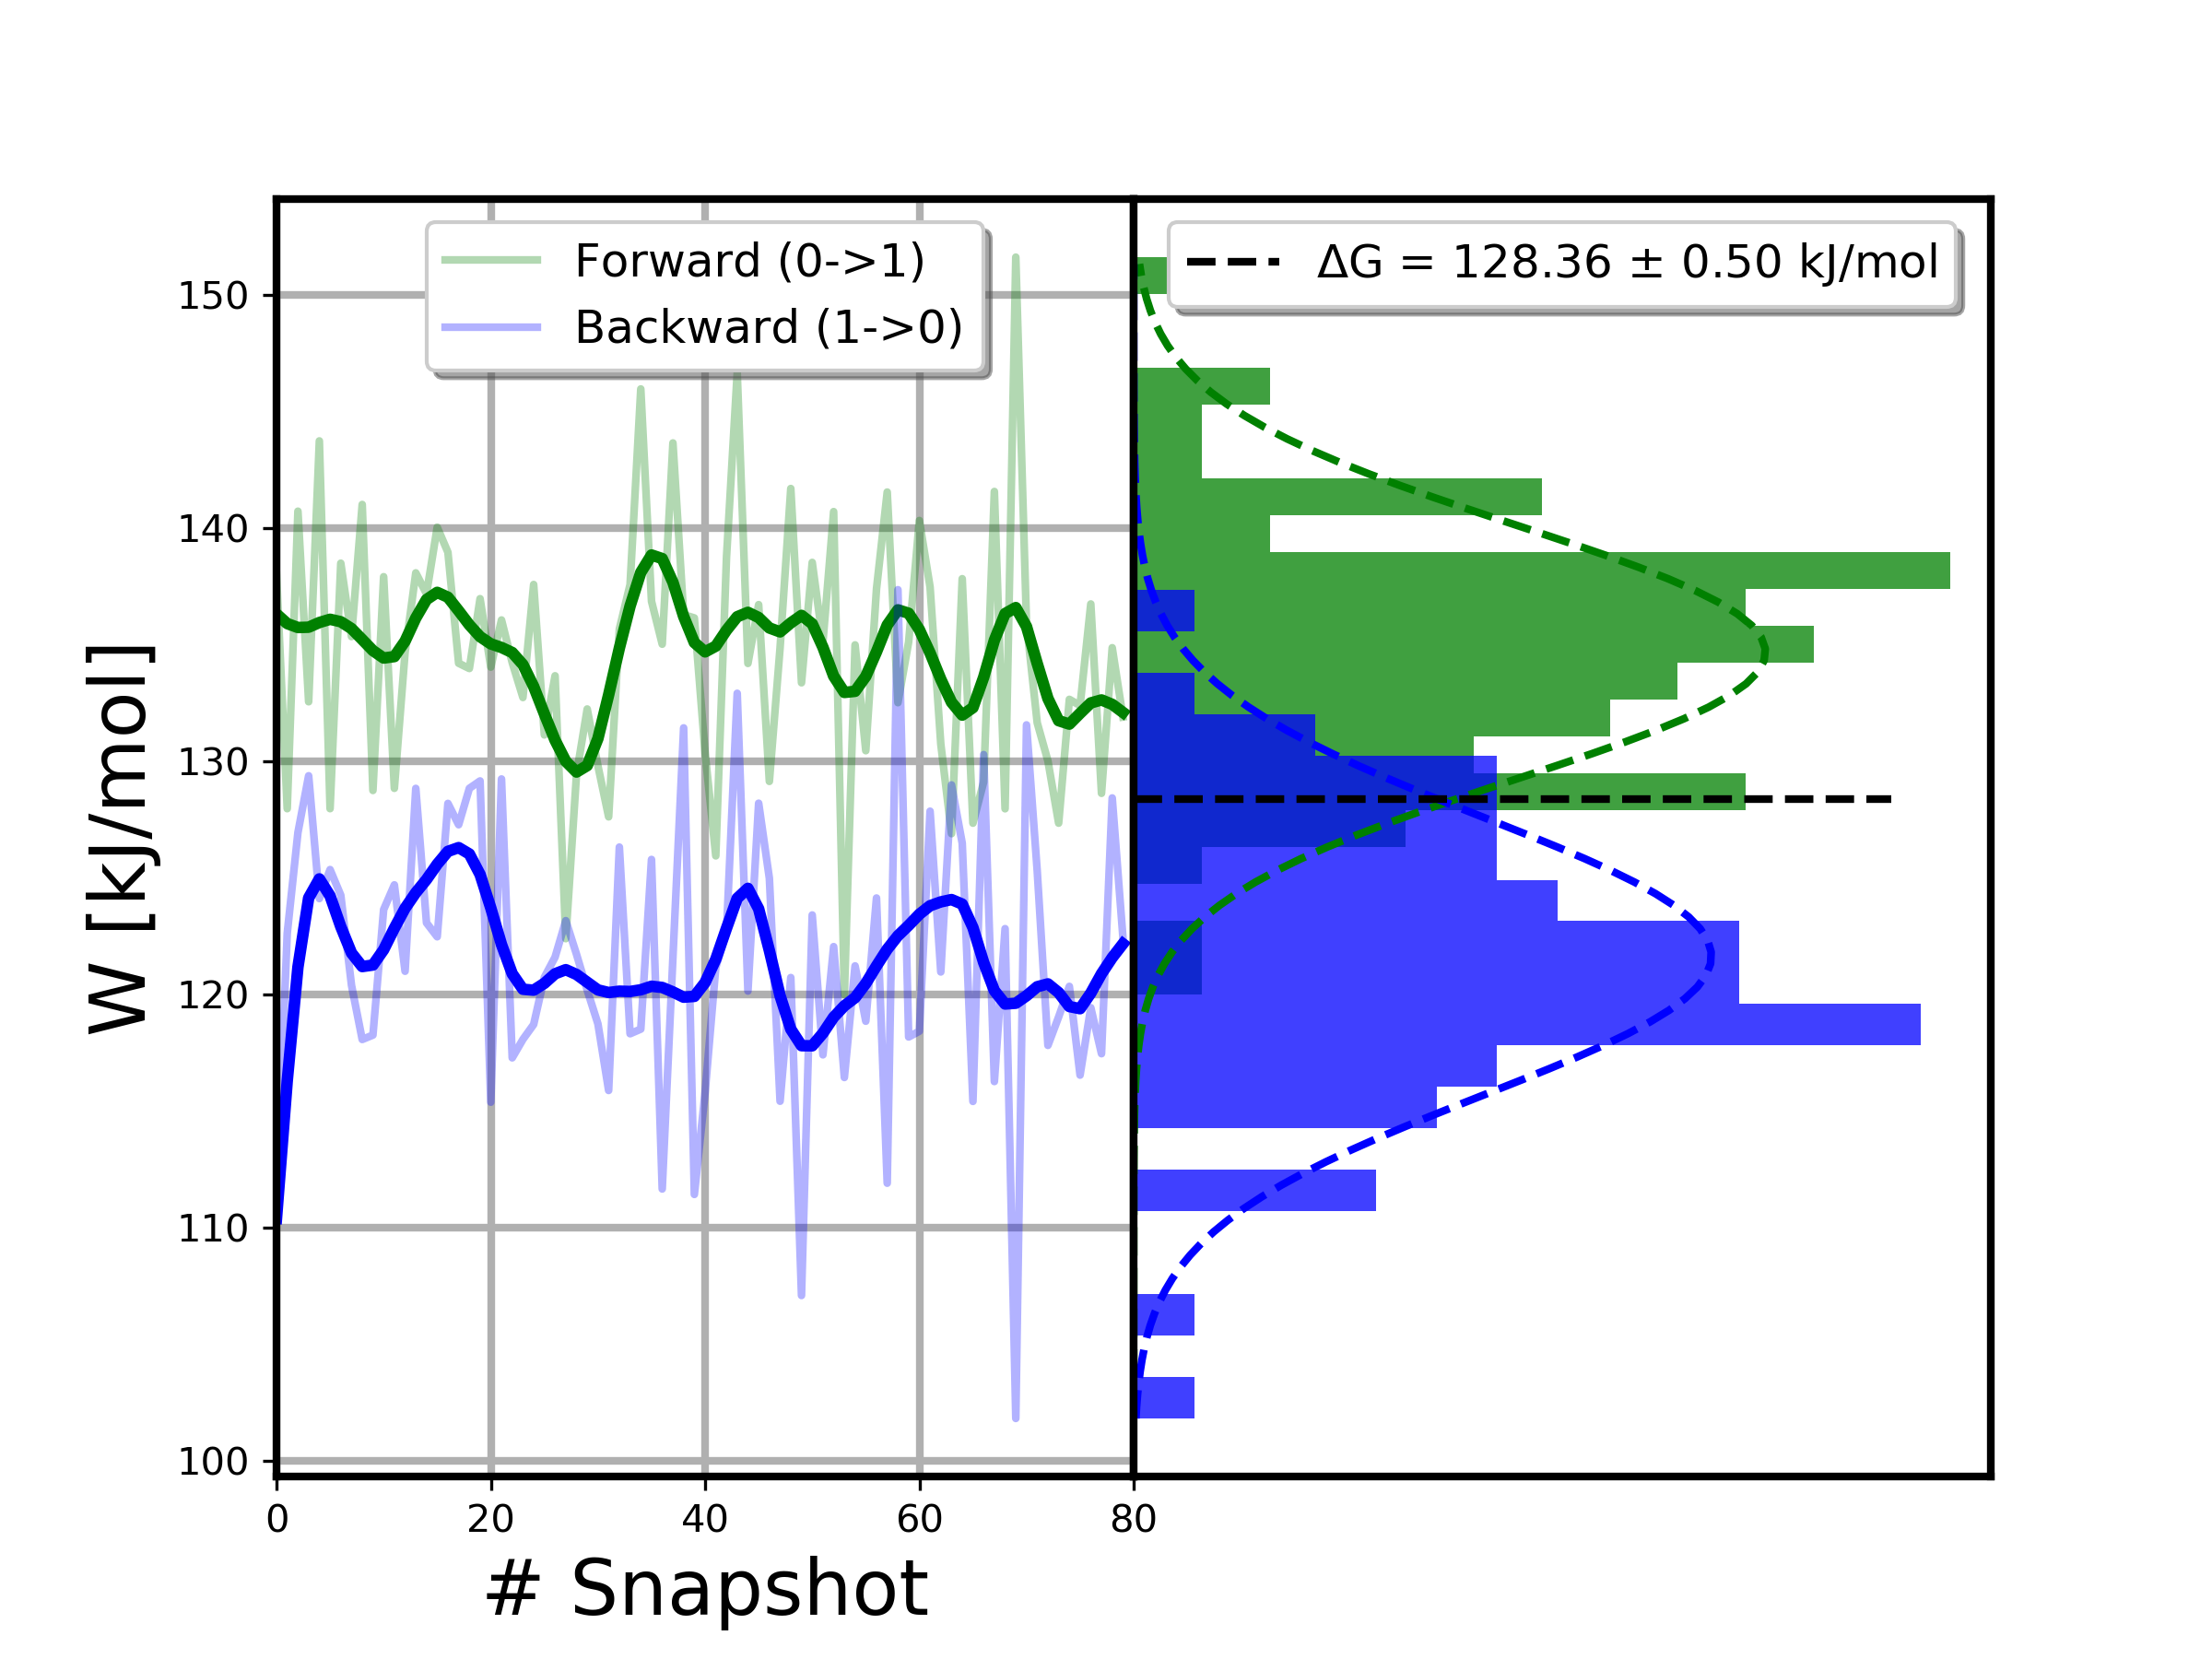 Forward (0->1)
Backward (1->0)
ΔG = 128.36 ± 0.50 kJ/mol
W [kJ/mol]
150
140
130
120
110
100
0 20 40 60 80
# Snapshot